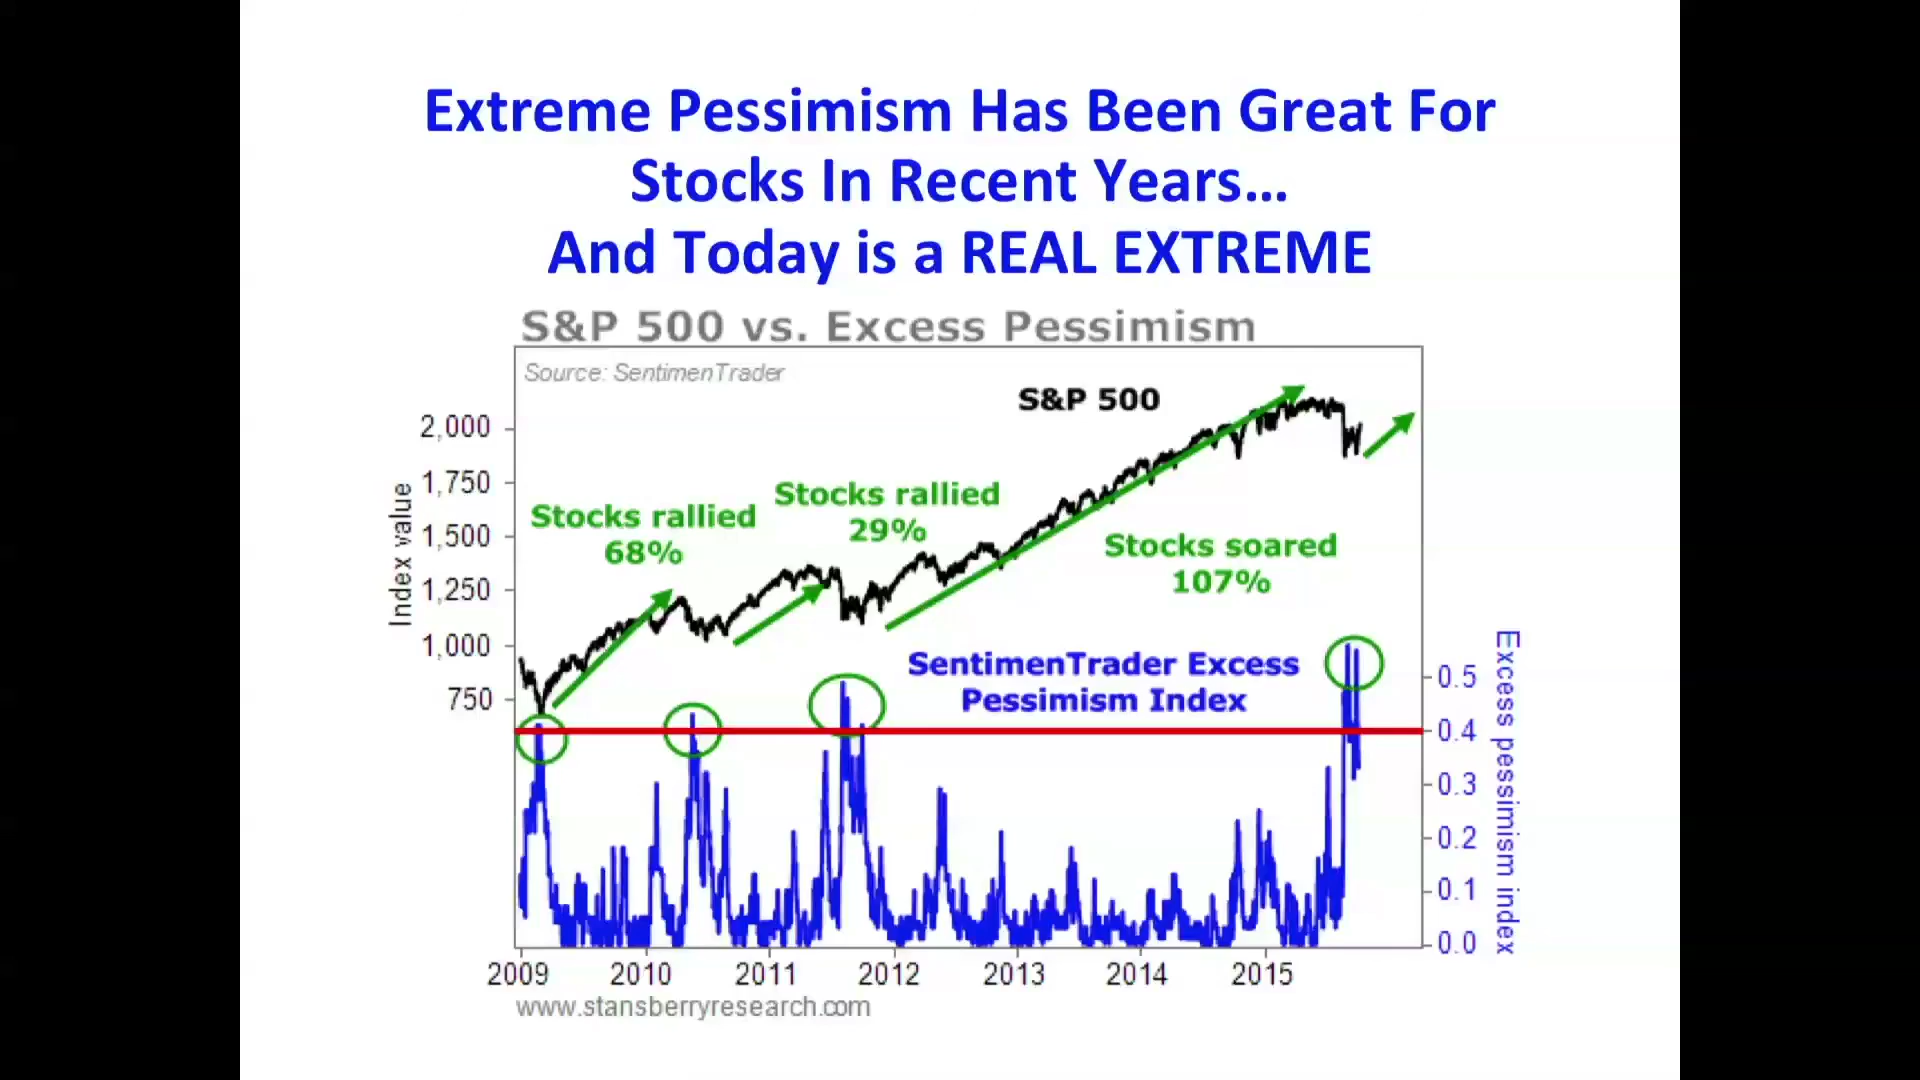 Extreme Pessimism Has Been Great For
Stocks In Recent Years...
And Today is a REAL EXTREME
S&P 500 vs. Excess Pessimism
Source: SentimenTrader
S&P 500
2,000
1,750
1,500
1,250
1,000
750
Index value
Stocks rallied
68%
Stocks rallied
29%
Stocks soared
107%
SentimenTrader Excess
Pessimism Index
0.5
0.4
0.3
0.2
0.1
0.0
Excess pessimism index
2009 2010 2011 2012 2013 2014 2015
www.stansberryresearch.com